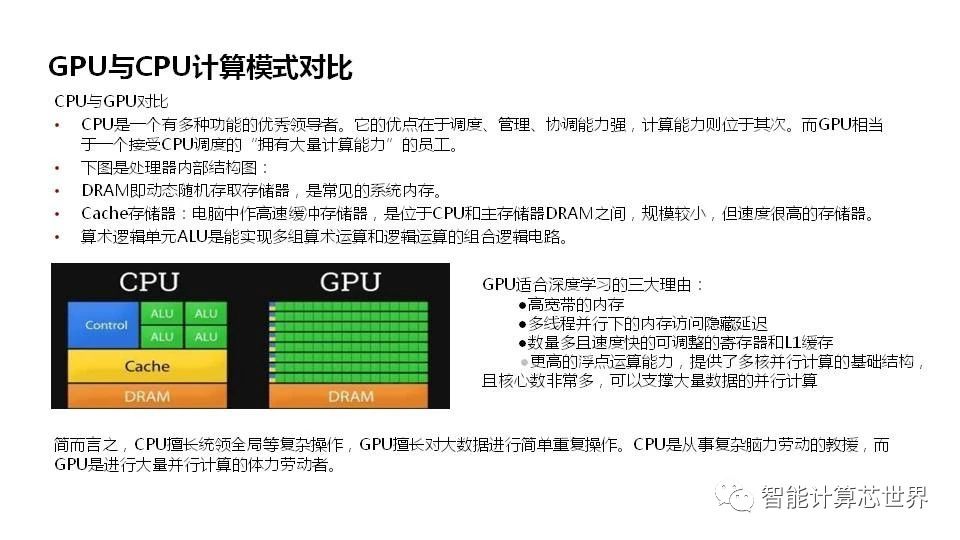 GPU与CPU计算模式对比
CPU与GPU对比
• CPU是一个有多种功能的优秀领导者。它的优点在于调度、管理、协调能力强，计算能力则位于其次。而GPU相当
于一个接受CPU调度的“拥有大量计算能力”的员工。
• 下图是处理器内部结构图：
• DRAM即动态随机存取存储器，是常见的系统内存。
• Cache存储器：电脑中作高速缓冲存储器，是位于CPU和主存储器DRAM之间，规模较小，但速度很高的存储器。
• 算术逻辑单元ALU是能实现多组算术运算和逻辑运算的组合逻辑电路。
CPU
Control
ALU ALU
ALU ALU
Cache
DRAM
GPU
DRAM
GPU适合深度学习的三大理由：
●高宽带的内存
●多线程并行下的内存访问隐藏延迟
●数量多且速度快的可调整的寄存器和L1缓存
●更高的浮点运算能力，提供了多核并行计算的基础结构，
且核心数非常多，可以支撑大量数据的并行计算
简而言之，CPU擅长统领全局等复杂操作，GPU擅长对大数据进行简单重复操作。CPU是从事复杂脑力劳动的教援，而
GPU是进行大量并行计算的体力劳动者。
智能计算芯世界